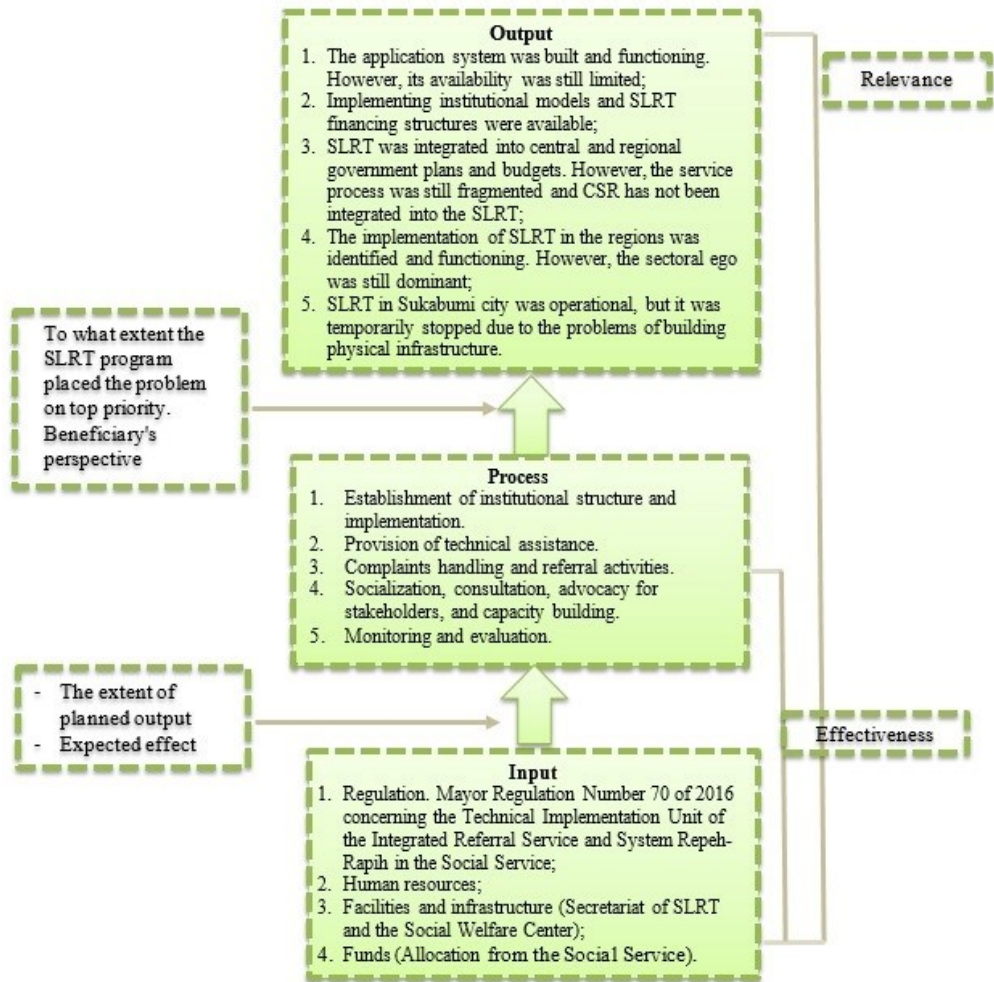 Output
1. The application system was built and functioning.
However, its availability was still limited;
2. Implementing institutional models and SLRT
financing structures were available;
3. SLRT was integrated into central and regional
government plans and budgets. However, the service
process was still fragmented and CSR has not been
integrated into the SLRT;
4. The implementation of SLRT in the regions was
identified and functioning. However, the sectoral ego
was still dominant;
5. SLRT in Sukabumi city was operational, but it was
temporarily stopped due to the problems of building
physical infrastructure.
Relevance
To what extent the
SLRT program
placed the problem
on top priority.
Beneficiary's
perspective
Process
1. Establishment of institutional structure and
implementation.
2. Provision of technical assistance.
3. Complaints handling and referral activities.
4. Socialization, consultation, advocacy for
stakeholders, and capacity building.
5. Monitoring and evaluation.
- The extent of
planned output
- Expected effect
Effectiveness
Input
1. Regulation. Mayor Regulation Number 70 of 2016
concerning the Technical Implementation Unit of
the Integrated Referral Service and System Repeh-
Rapih in the Social Service;
2. Human resources;
3. Facilities and infrastructure (Secretariat of SLRT
and the Social Welfare Center);
4. Funds (Allocation from the Social Service).